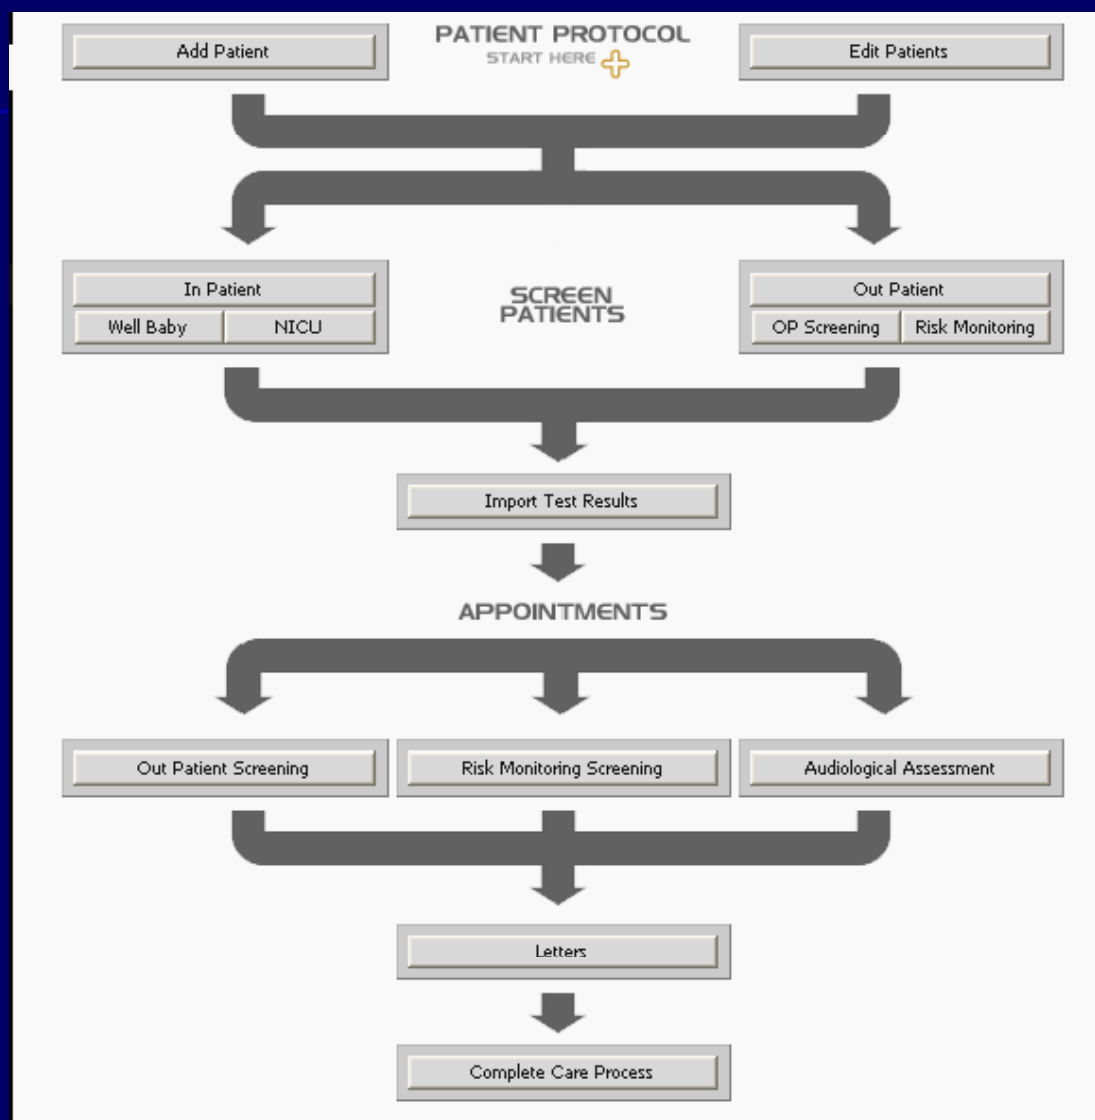 Add Patient
PATIENT PROTOCOL
START HERE
Edit Patients
In Patient
Well Baby
NICU
SCREEN
PATIENTS
Out Patient
OP Screening
Risk Monitoring
Import Test Results
APPOINTMENTS
Out Patient Screening
Risk Monitoring Screening
Audiological Assessment
Letters
Complete Care Process